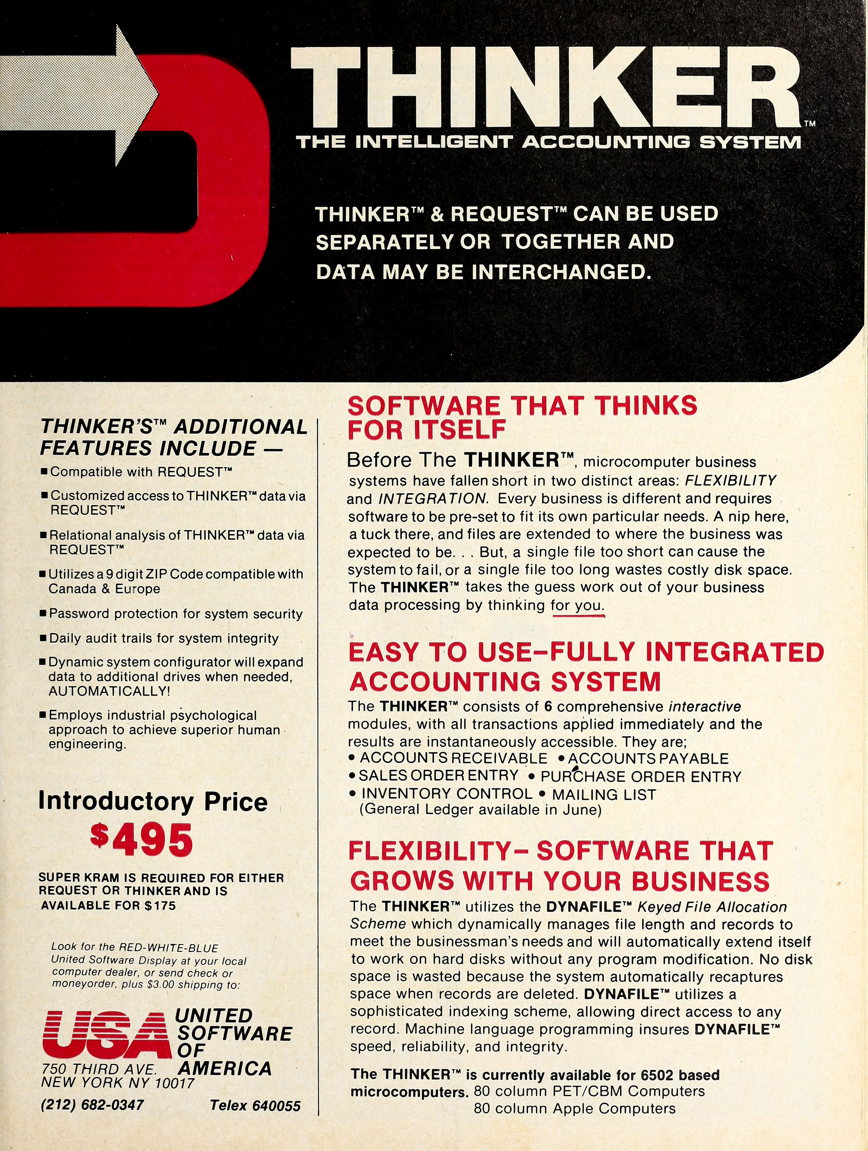 THINKER™
THE INTELLIGENT ACCOUNTING SYSTEM
THINKER™ & REQUEST™ CAN BE USED
SEPARATELY OR TOGETHER AND
DATA MAY BE INTERCHANGED.
THINKER'S™ ADDITIONAL
FEATURES INCLUDE —
■ Compatible with REQUEST™
■ Customized access to THINKER™ data via
REQUEST™
■ Relational analysis of THINKER™ data via
REQUEST™
■ Utilizes a 9 digit ZIP Code compatible with
Canada & Europe
■ Password protection for system security
■ Daily audit trails for system integrity
■ Dynamic system configurator will expand
data to additional drives when needed,
AUTOMATICALLY!
■ Employs industrial psychological
approach to achieve superior human
engineering.
Introductory Price
$495
SUPER KRAM IS REQUIRED FOR EITHER
REQUEST OR THINKER AND IS
AVAILABLE FOR $175
Look for the RED-WHITE-BLUE
United Software Display at your local
computer dealer, or send check or
moneyorder, plus $3.00 shipping to:
USA UNITED
SOFTWARE
OF
AMERICA
750 THIRD AVE.
NEW YORK NY 10017
(212) 682-0347 Telex 640055
SOFTWARE THAT THINKS
FOR ITSELF
Before The THINKER™, microcomputer business
systems have fallen short in two distinct areas: FLEXIBILITY
and INTEGRATION. Every business is different and requires
software to be pre-set to fit its own particular needs. A nip here,
a tuck there, and files are extended to where the business was
expected to be. . . But, a single file too short can cause the
system to fail, or a single file too long wastes costly disk space.
The THINKER™ takes the guess work out of your business
data processing by thinking for you.
EASY TO USE–FULLY INTEGRATED
ACCOUNTING SYSTEM
The THINKER™ consists of 6 comprehensive interactive
modules, with all transactions applied immediately and the
results are instantaneously accessible. They are;
• ACCOUNTS RECEIVABLE • ACCOUNTS PAYABLE
• SALES ORDER ENTRY • PURCHASE ORDER ENTRY
• INVENTORY CONTROL • MAILING LIST
(General Ledger available in June)
FLEXIBILITY– SOFTWARE THAT
GROWS WITH YOUR BUSINESS
The THINKER™ utilizes the DYNAFILE™ Keyed File Allocation
Scheme which dynamically manages file length and records to
meet the businessman's needs and will automatically extend itself
to work on hard disks without any program modification. No disk
space is wasted because the system automatically recaptures
space when records are deleted. DYNAFILE™ utilizes a
sophisticated indexing scheme, allowing direct access to any
record. Machine language programming insures DYNAFILE™
speed, reliability, and integrity.
The THINKER™ is currently available for 6502 based
microcomputers. 80 column PET/CBM Computers
80 column Apple Computers